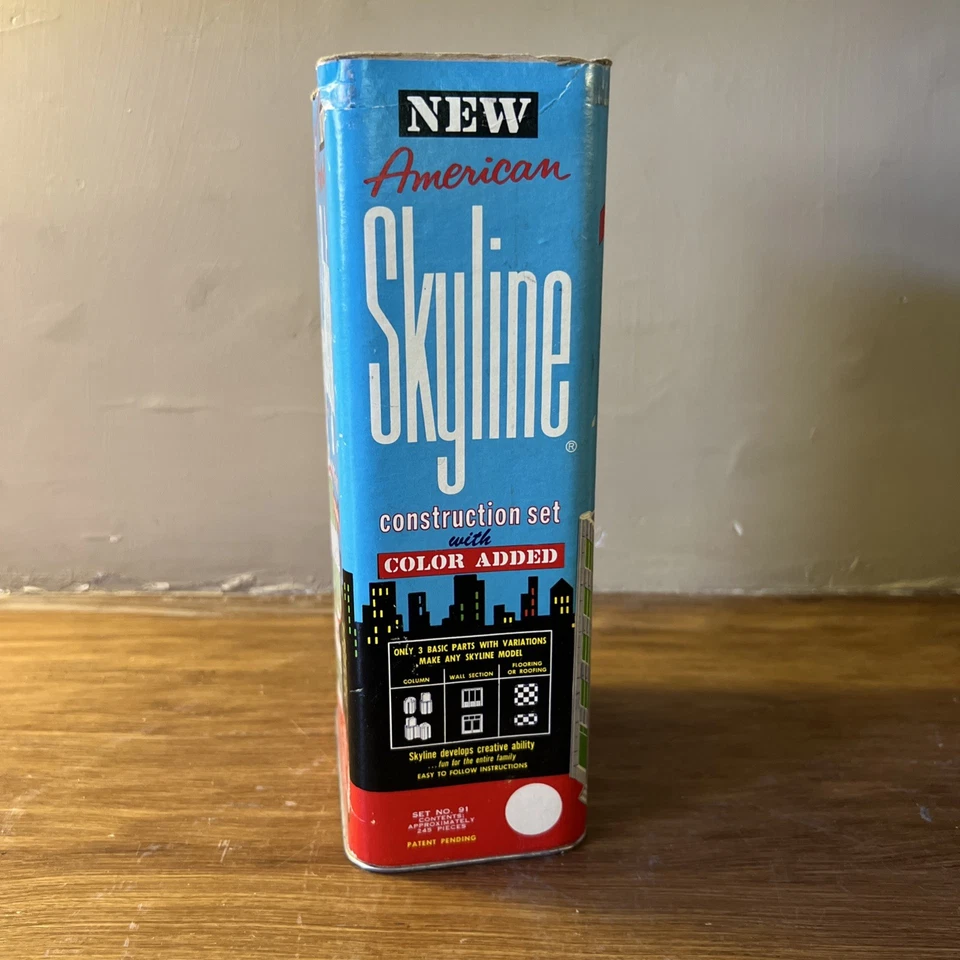 NEW
American
Skyline®
construction set
with
COLOR ADDED
ONLY 3 BASIC PARTS WITH VARIATIONS
MAKE ANY SKYLINE MODEL
COLUMN
WALL SECTION
FLOORING
OR ROOFING
Skyline develops creative ability
...fun for the entire family
EASY TO FOLLOW INSTRUCTIONS
SET NO. 91
CONTENTS:
APPROXIMATELY
245 PIECES
PATENT PENDING